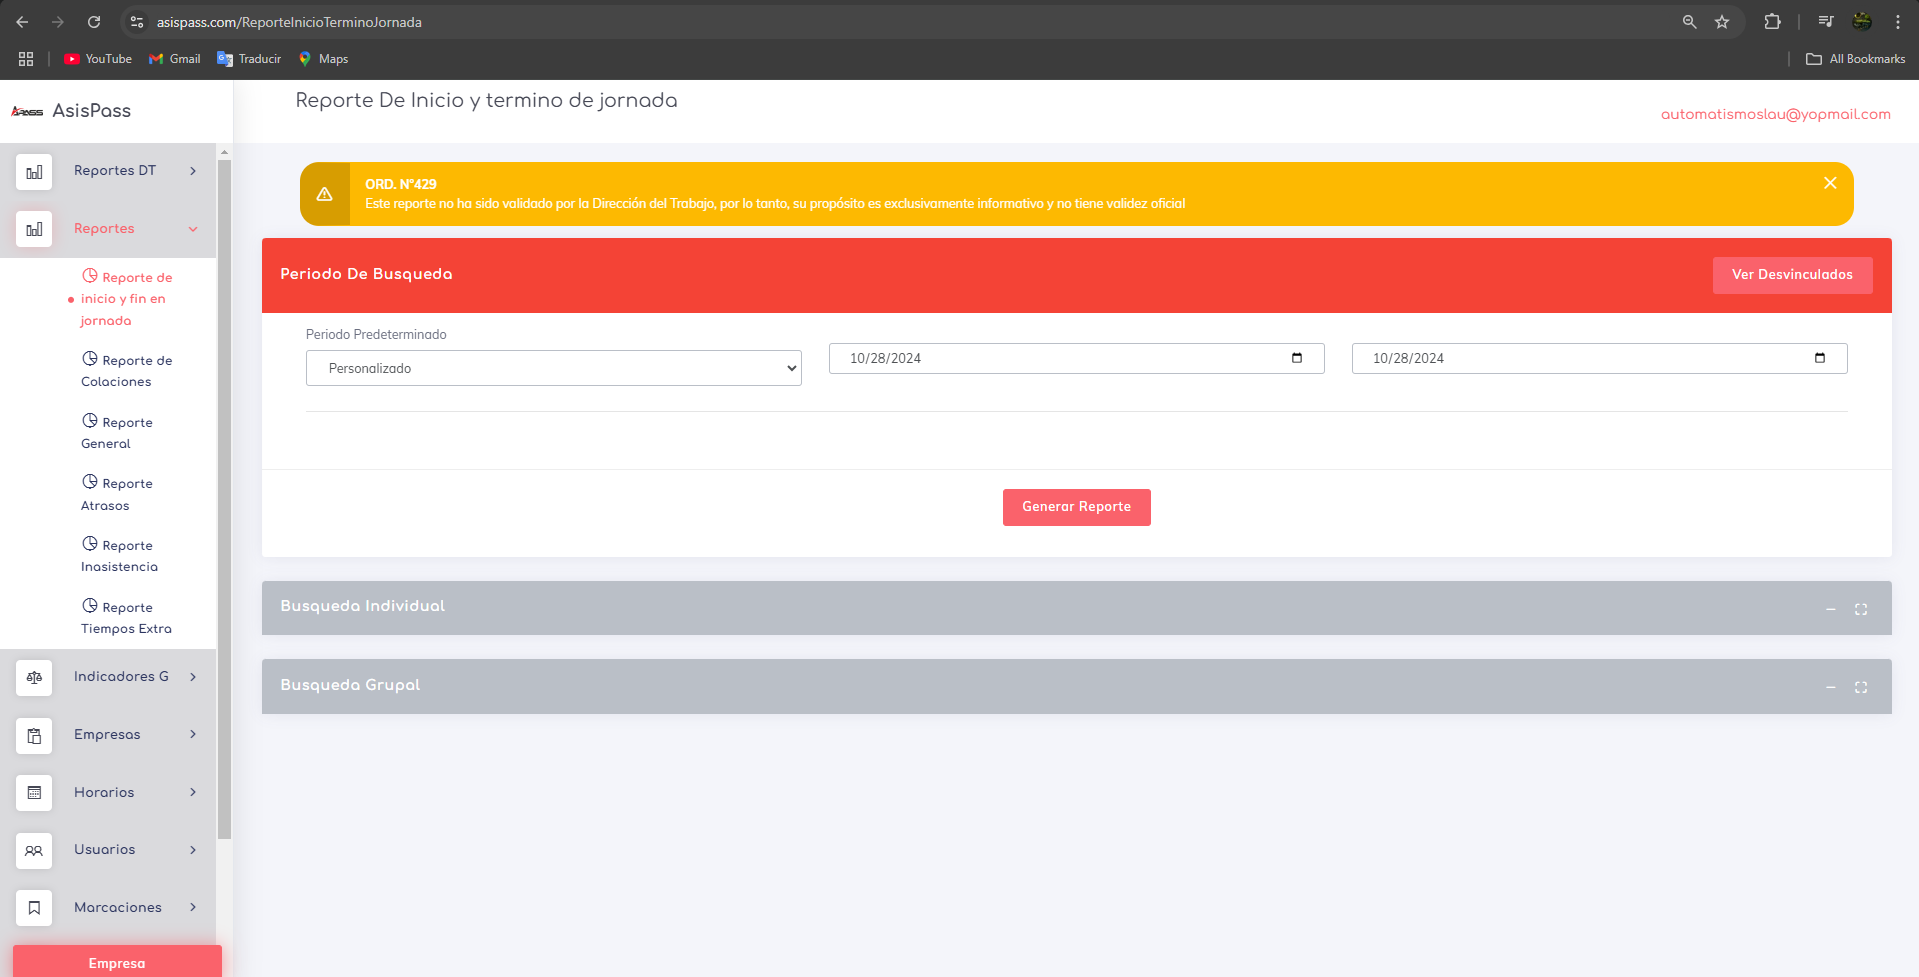 asispass.com/ReporteInicioTerminoJornada
YouTube
Gmail
Traducir
Maps
All Bookmarks
APASS AsisPass
Reporte De Inicio y termino de jornada
automatismoslau@yopmail.com
Reportes DT
Reportes
Reporte de
inicio y fin en
jornada
Reporte de
Colaciones
Reporte
General
Reporte
Atrasos
Reporte
Inasistencia
Reporte
Tiempos Extra
Indicadores G
Empresas
Horarios
Usuarios
Marcaciones
Empresa
ORD. N°429
Este reporte no ha sido validado por la Dirección del Trabajo, por lo tanto, su propósito es exclusivamente informativo y no tiene validez oficial
Periodo De Busqueda
Ver Desvinculados
Periodo Predeterminado
Personalizado
10/28/2024
10/28/2024
Generar Reporte
Busqueda Individual
Busqueda Grupal